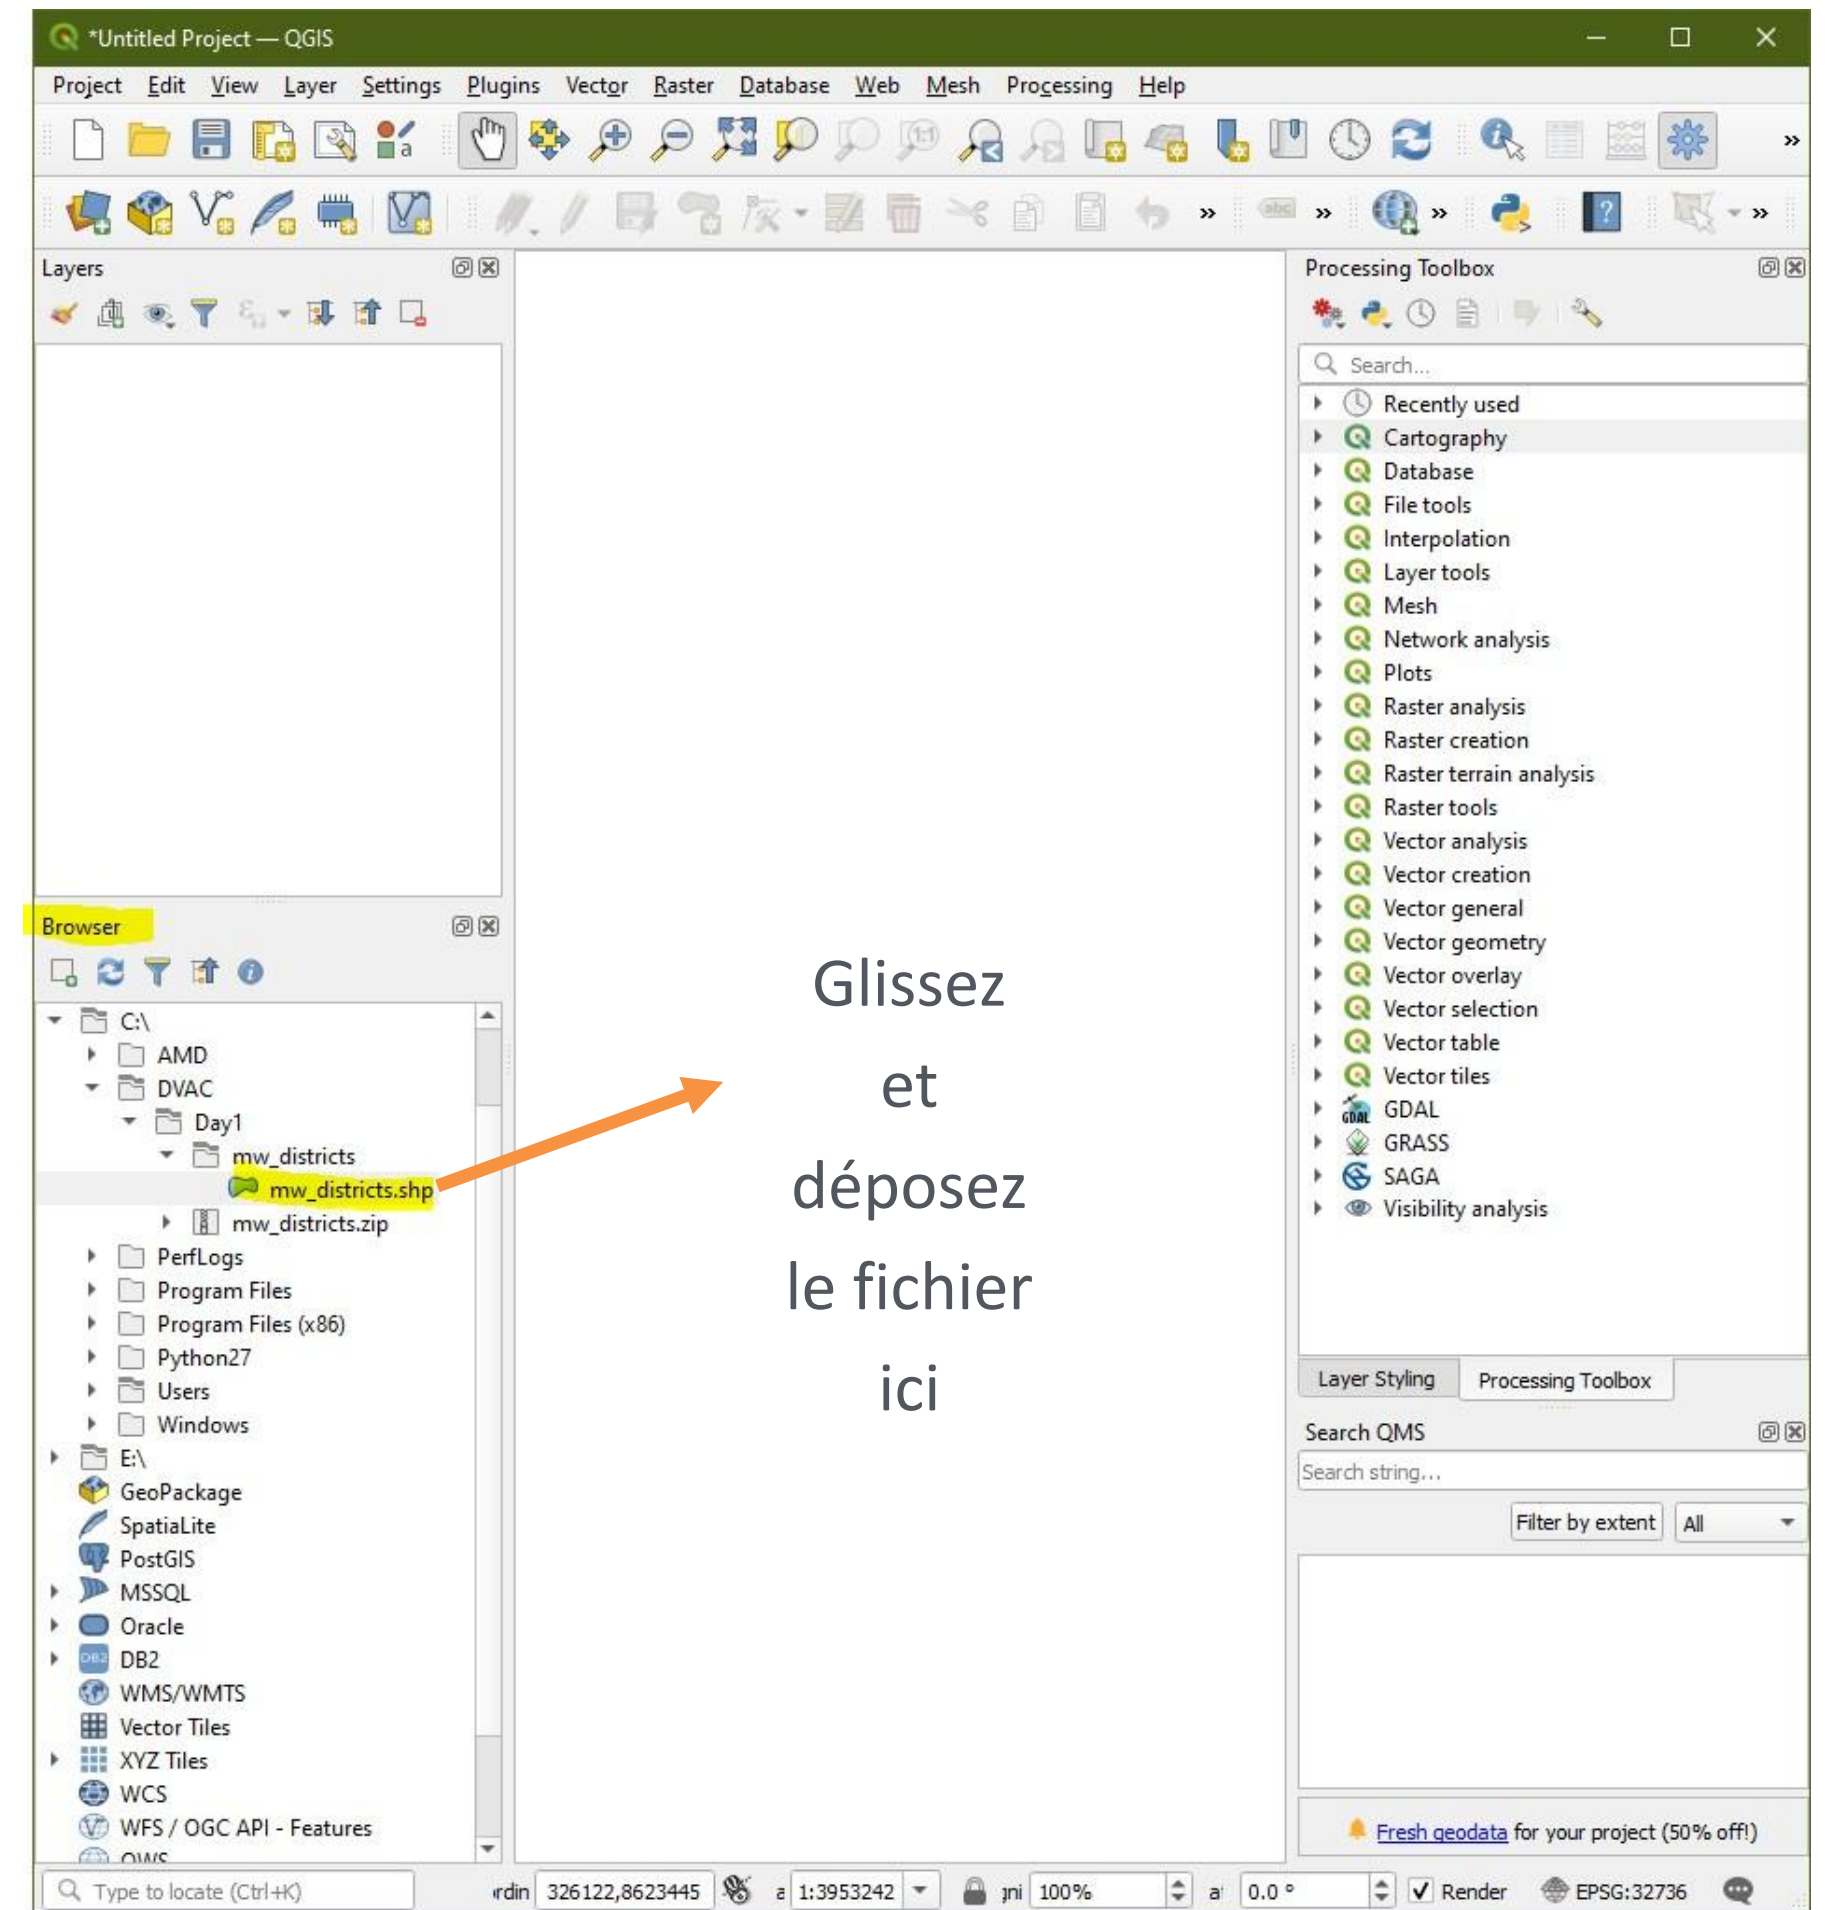 *Untitled Project — QGIS
Project Edit View Layer Settings Plugins Vector Raster Database Web Mesh Processing Help
Layers
Processing Toolbox
Search...
Recently used
Cartography
Database
File tools
Interpolation
Layer tools
Mesh
Network analysis
Plots
Raster analysis
Raster creation
Raster terrain analysis
Raster tools
Vector analysis
Vector creation
Vector general
Vector geometry
Vector overlay
Vector selection
Vector table
Vector tiles
GDAL
GRASS
SAGA
Visibility analysis
Layer Styling Processing Toolbox
Browser
C:\
AMD
DVAC
Day1
mw_districts
mw_districts.shp
mw_districts.zip
PerfLogs
Program Files
Program Files (x86)
Python27
Users
Windows
E:\
GeoPackage
SpatiaLite
PostGIS
MSSQL
Oracle
DB2
WMS/WMTS
Vector Tiles
XYZ Tiles
WCS
WFS / OGC API - Features
OWS
Glissez
et
déposez
le fichier
ici
Search QMS
Search string...
Filter by extent All
Fresh geodata for your project (50% off!)
Type to locate (Ctrl+K) rdin 326122,8623445 a 1:3953242 gni 100% a 0.0 ° Render EPSG:32736